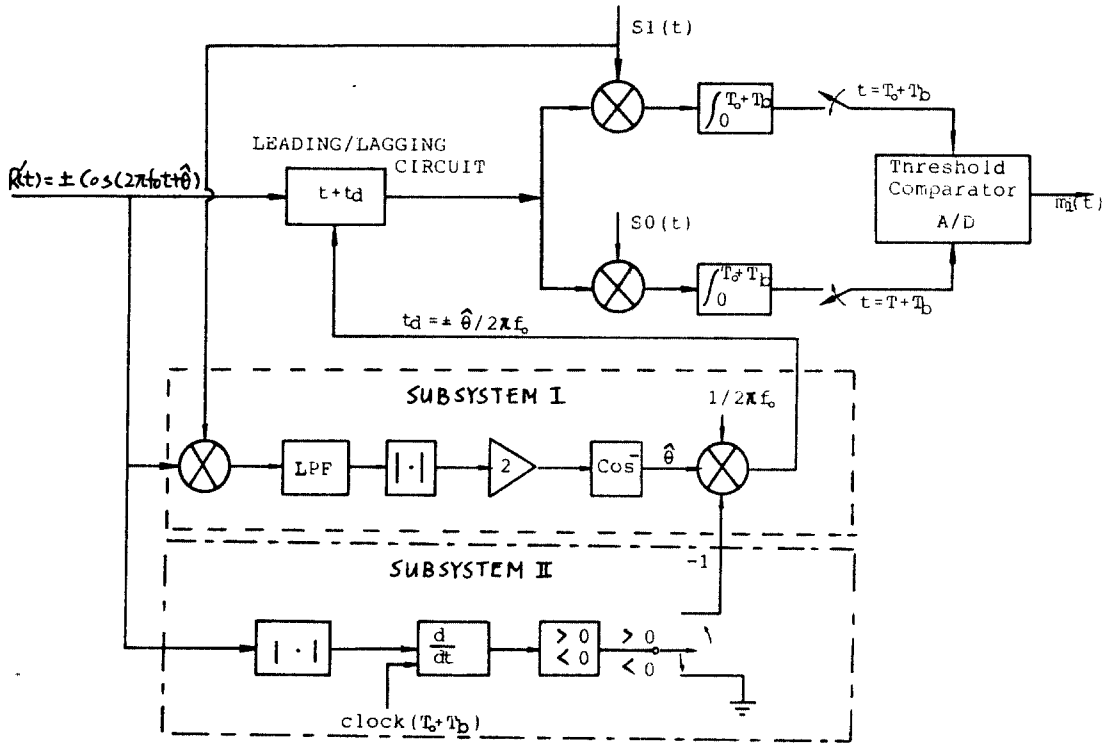 S1(t)
t=T₀+Tb
∫₀^T₀+Tb
LEADING/LAGGING
CIRCUIT
R'(t)=± Cos(2πf₀t+θ̂)
t+td
Threshold
Comparator
A/D
mi(t)
S0(t)
∫₀^T₀+Tb
t=T+Tb
td=± θ̂/2πf₀
SUBSYSTEM I
1/2πf₀
LPF
|·|
2
Cos⁻
θ̂
SUBSYSTEM II
-1
|·|
d/dt
>0
<0
>0
<0
clock(T₀+Tb)